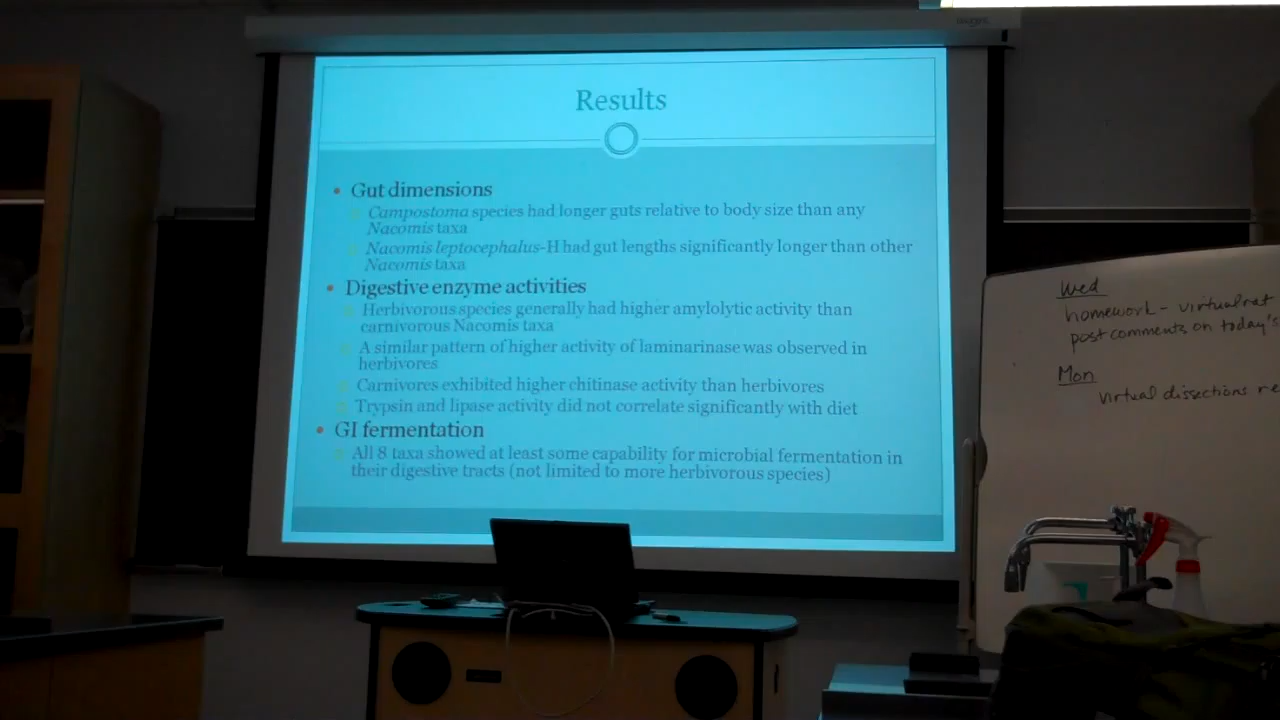 Results
Gut dimensions
Campostoma species had longer guts relative to body size than any
Nacomis taxa
Nacomis leptocephalus-H had gut lengths significantly longer than other
Nacomis taxa
Digestive enzyme activities
Herbivorous species generally had higher amylolytic activity than
carnivorous Nacomis taxa
A similar pattern of higher activity of laminarinase was observed in
herbivores
Carnivores exhibited higher chitinase activity than herbivores
Trypsin and lipase activity did not correlate significantly with diet
GI fermentation
All 8 taxa showed at least some capability for microbial fermentation in
their digestive tracts (not limited to more herbivorous species)
Wed
homework - virtual rat
post comments on today's
Mon
virtual dissections re